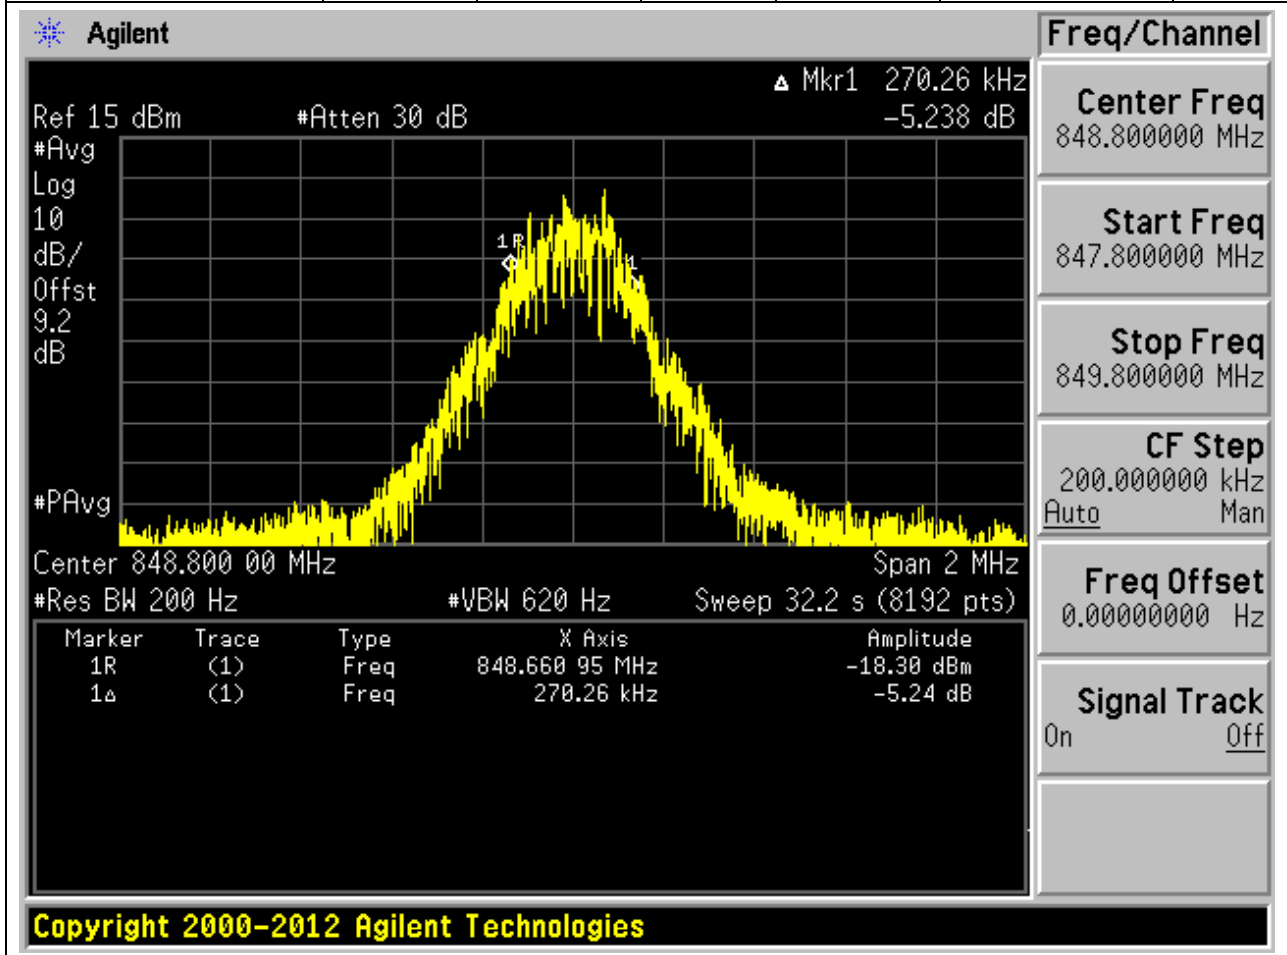 Agilent
Freq/Channel
Δ Mkr1 270.26 kHz
Ref 15 dBm #Atten 30 dB -5.238 dB
#Avg
Log
10
dB/
Offst
9.2
dB
1R
1
#PAvg
Center 848.800 00 MHz Span 2 MHz
#Res BW 200 Hz #VBW 620 Hz Sweep 32.2 s (8192 pts)
Marker Trace Type X Axis Amplitude
1R (1) Freq 848.660 95 MHz -18.30 dBm
1Δ (1) Freq 270.26 kHz -5.24 dB
Center Freq
848.800000 MHz
Start Freq
847.800000 MHz
Stop Freq
849.800000 MHz
CF Step
200.000000 kHz
Auto Man
Freq Offset
0.00000000 Hz
Signal Track
On Off
Copyright 2000-2012 Agilent Technologies